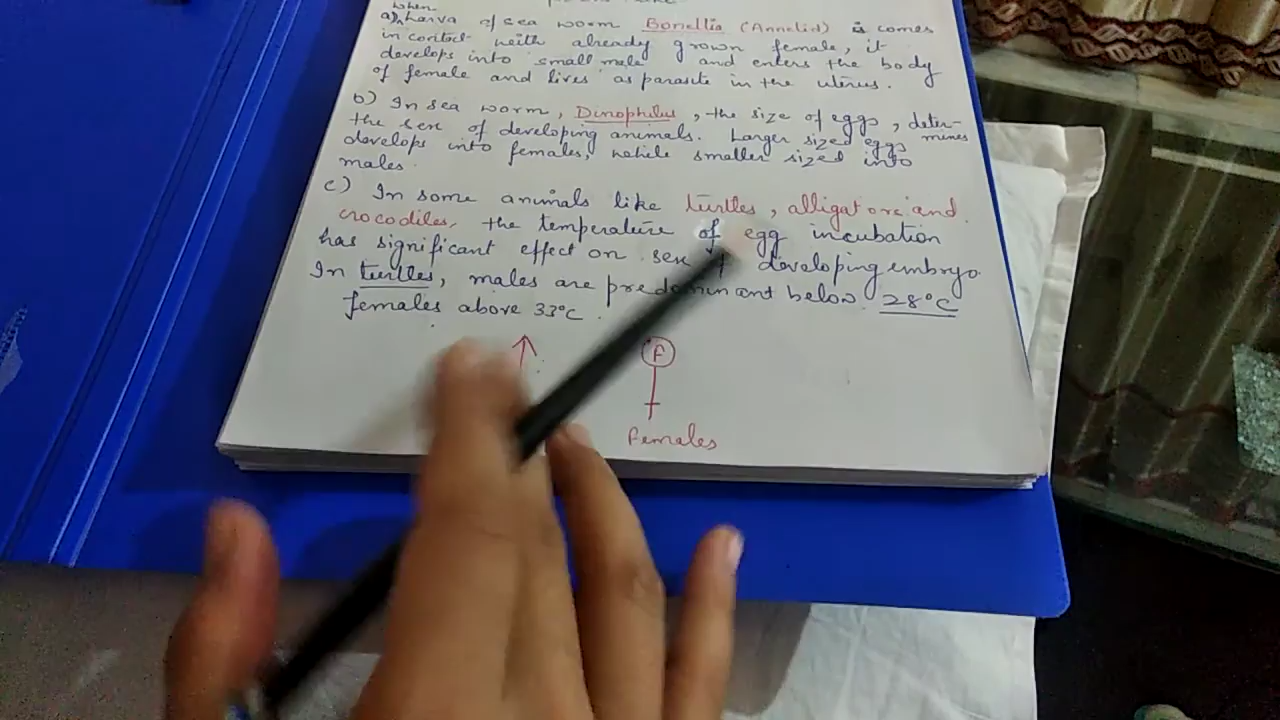 when
a larva of sea worm Bonellia (Annelid) is comes
in contact with already grown female, it
develops into small male and enters the body
of female and lives as parasite in the uterus.
b) In sea worm, Dinophilus, the size of eggs, deter-mines
the sex of developing animals. Larger sized eggs
develops into females, while smaller sized into
males.
c) In some animals like turtles, alligators and
crocodiles, the temperature of egg incubation
has significant effect on sex developing embryo
In turtles, males are predominant below 28°C
females above 33°C.
F
Females